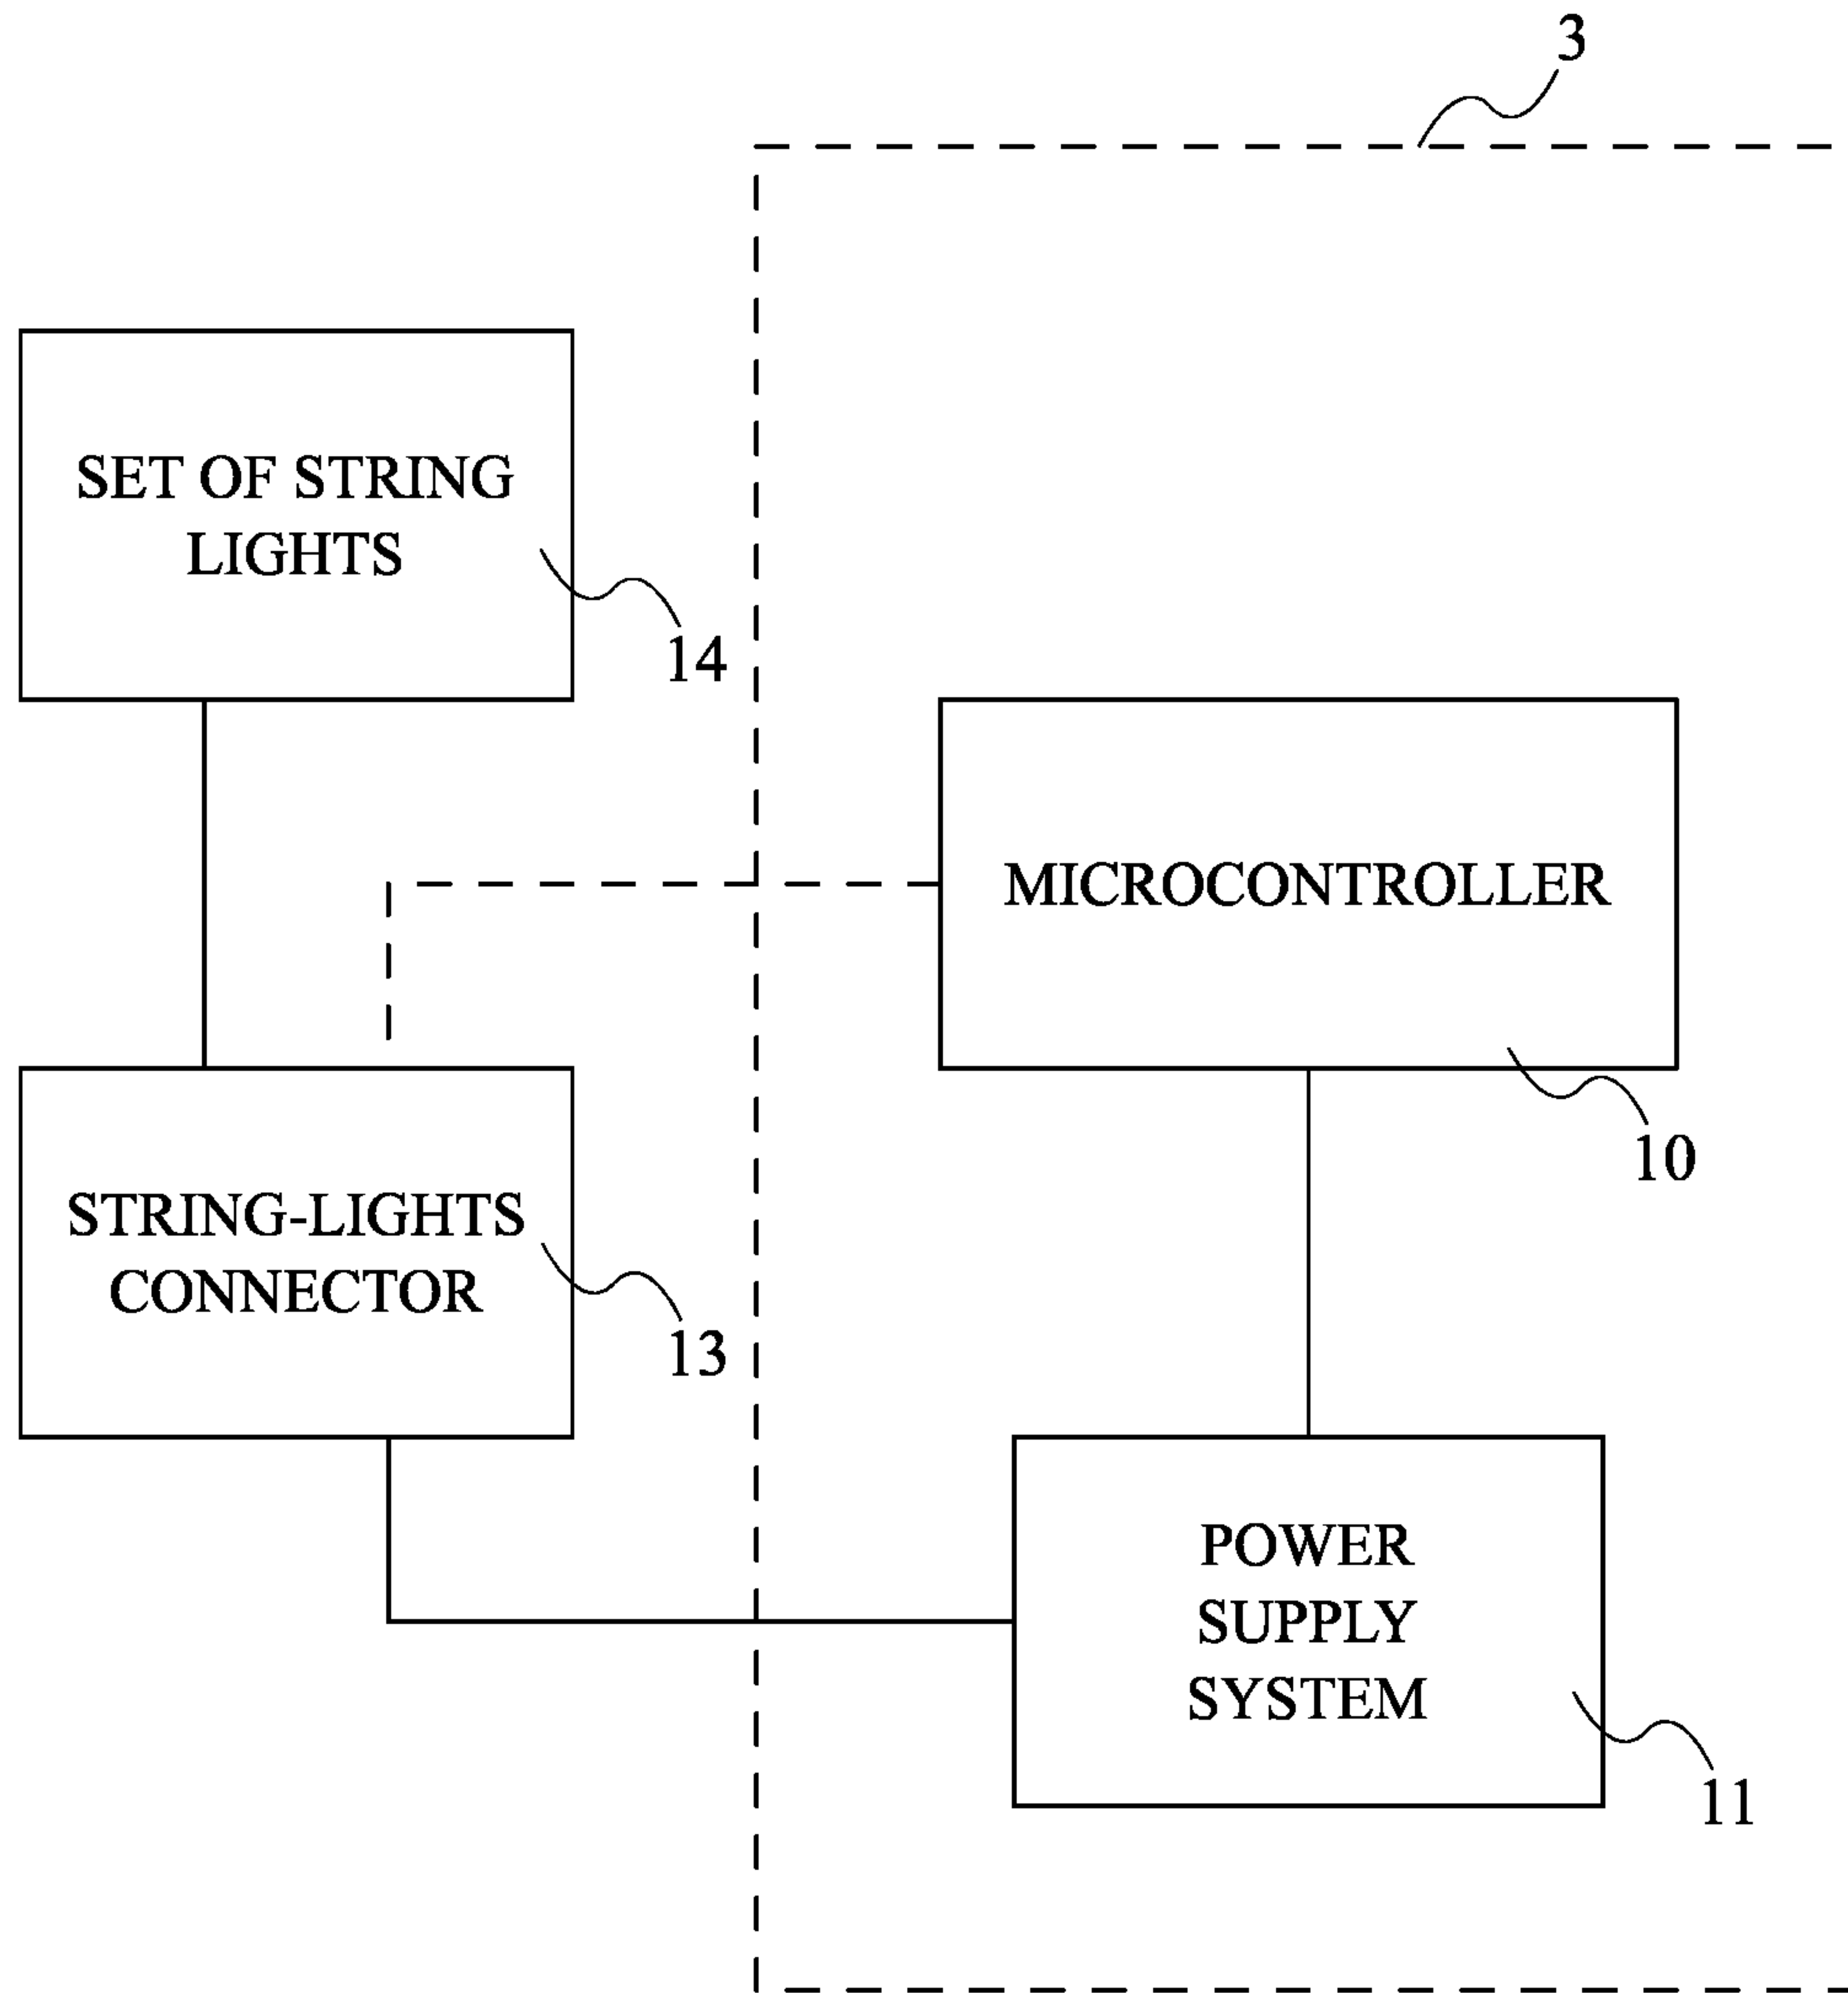 3
SET OF STRING
LIGHTS
14
MICROCONTROLLER
10
STRING-LIGHTS
CONNECTOR
13
POWER
SUPPLY
SYSTEM
11